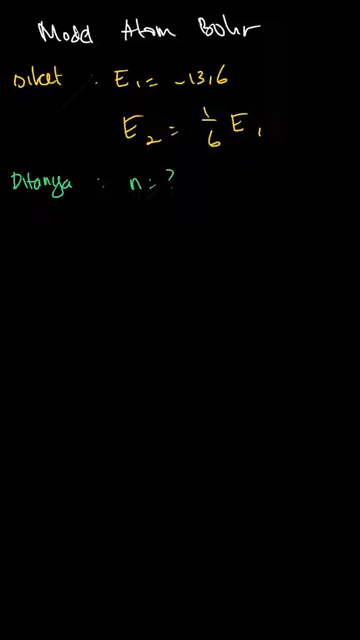 Model Atom Bohr
Diket : E₁ = -13,6
E₂ = 1/6 E₁
Ditanya : n = ?